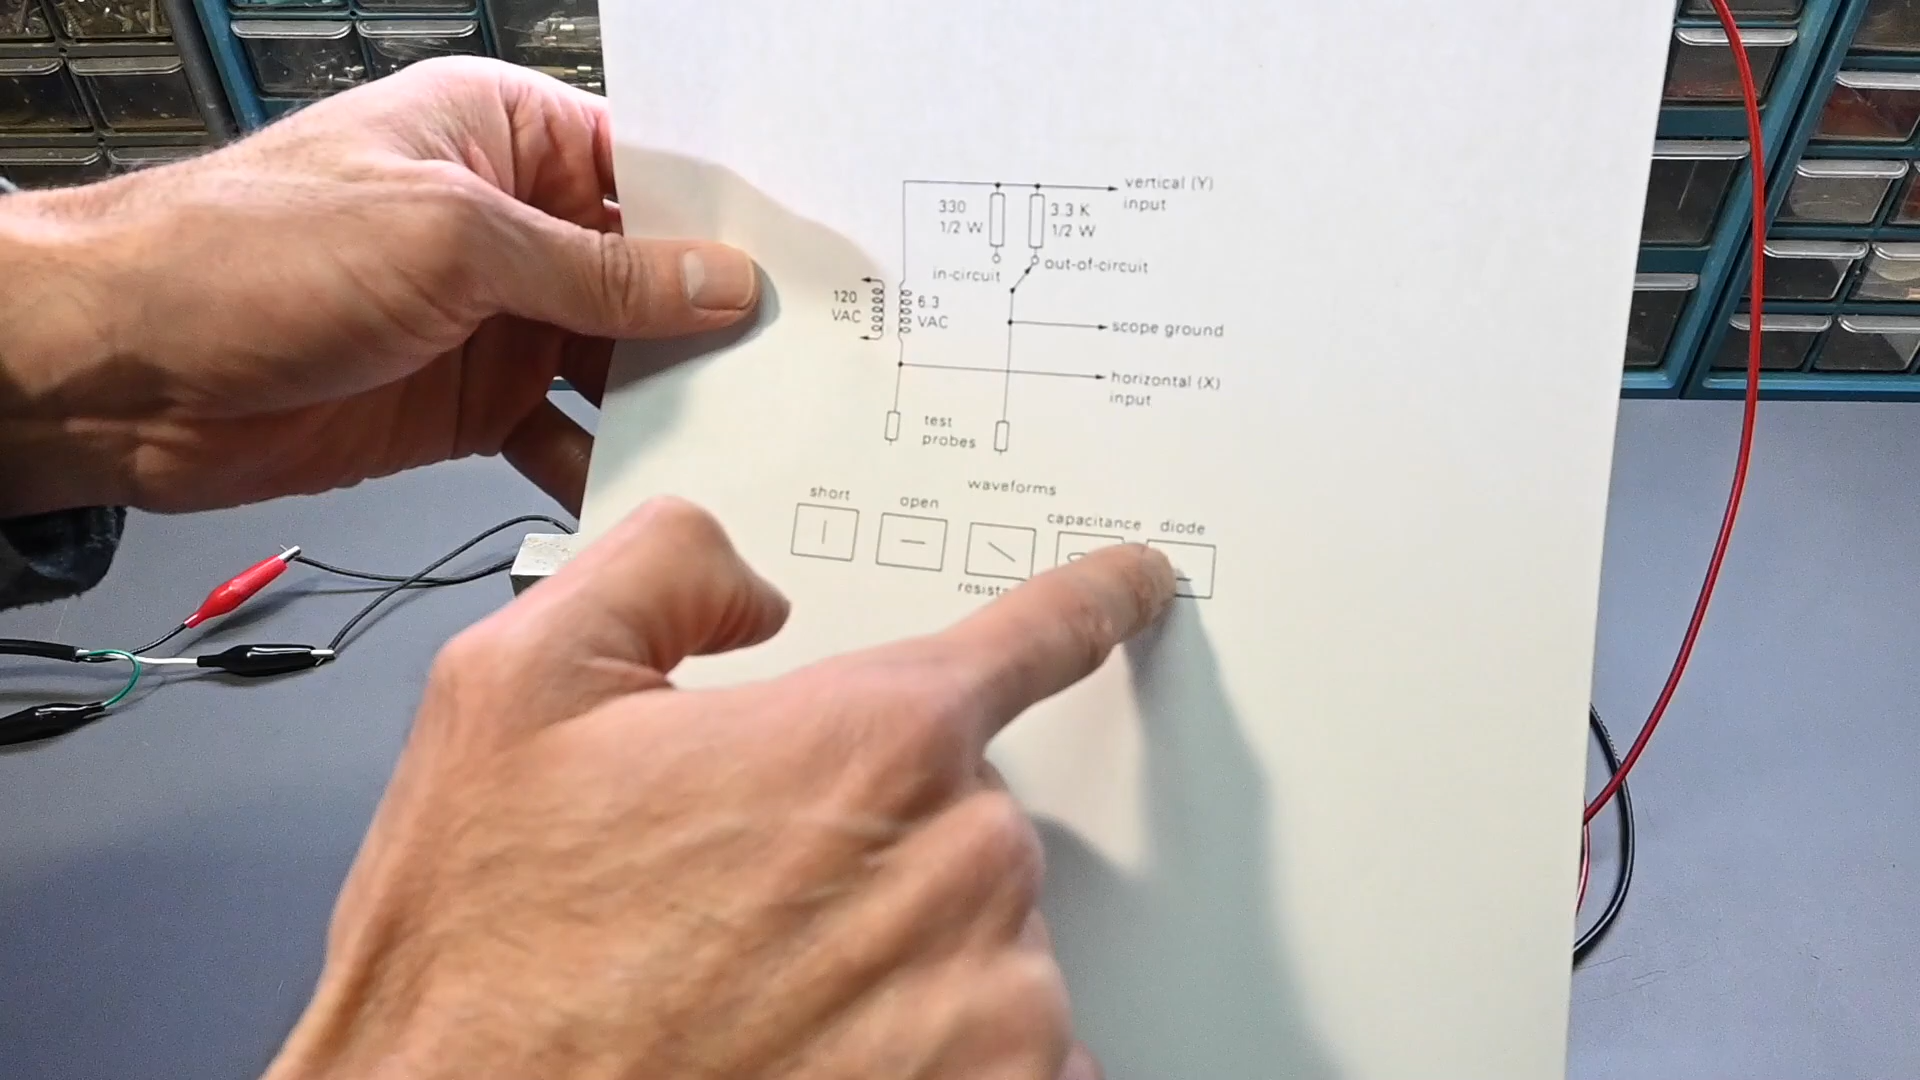 vertical (Y)
input
330
1/2 W
3.3 K
1/2 W
in-circuit
out-of-circuit
120
VAC
6.3
VAC
scope ground
horizontal (X)
input
test
probes
waveforms
short
open
capacitance
diode